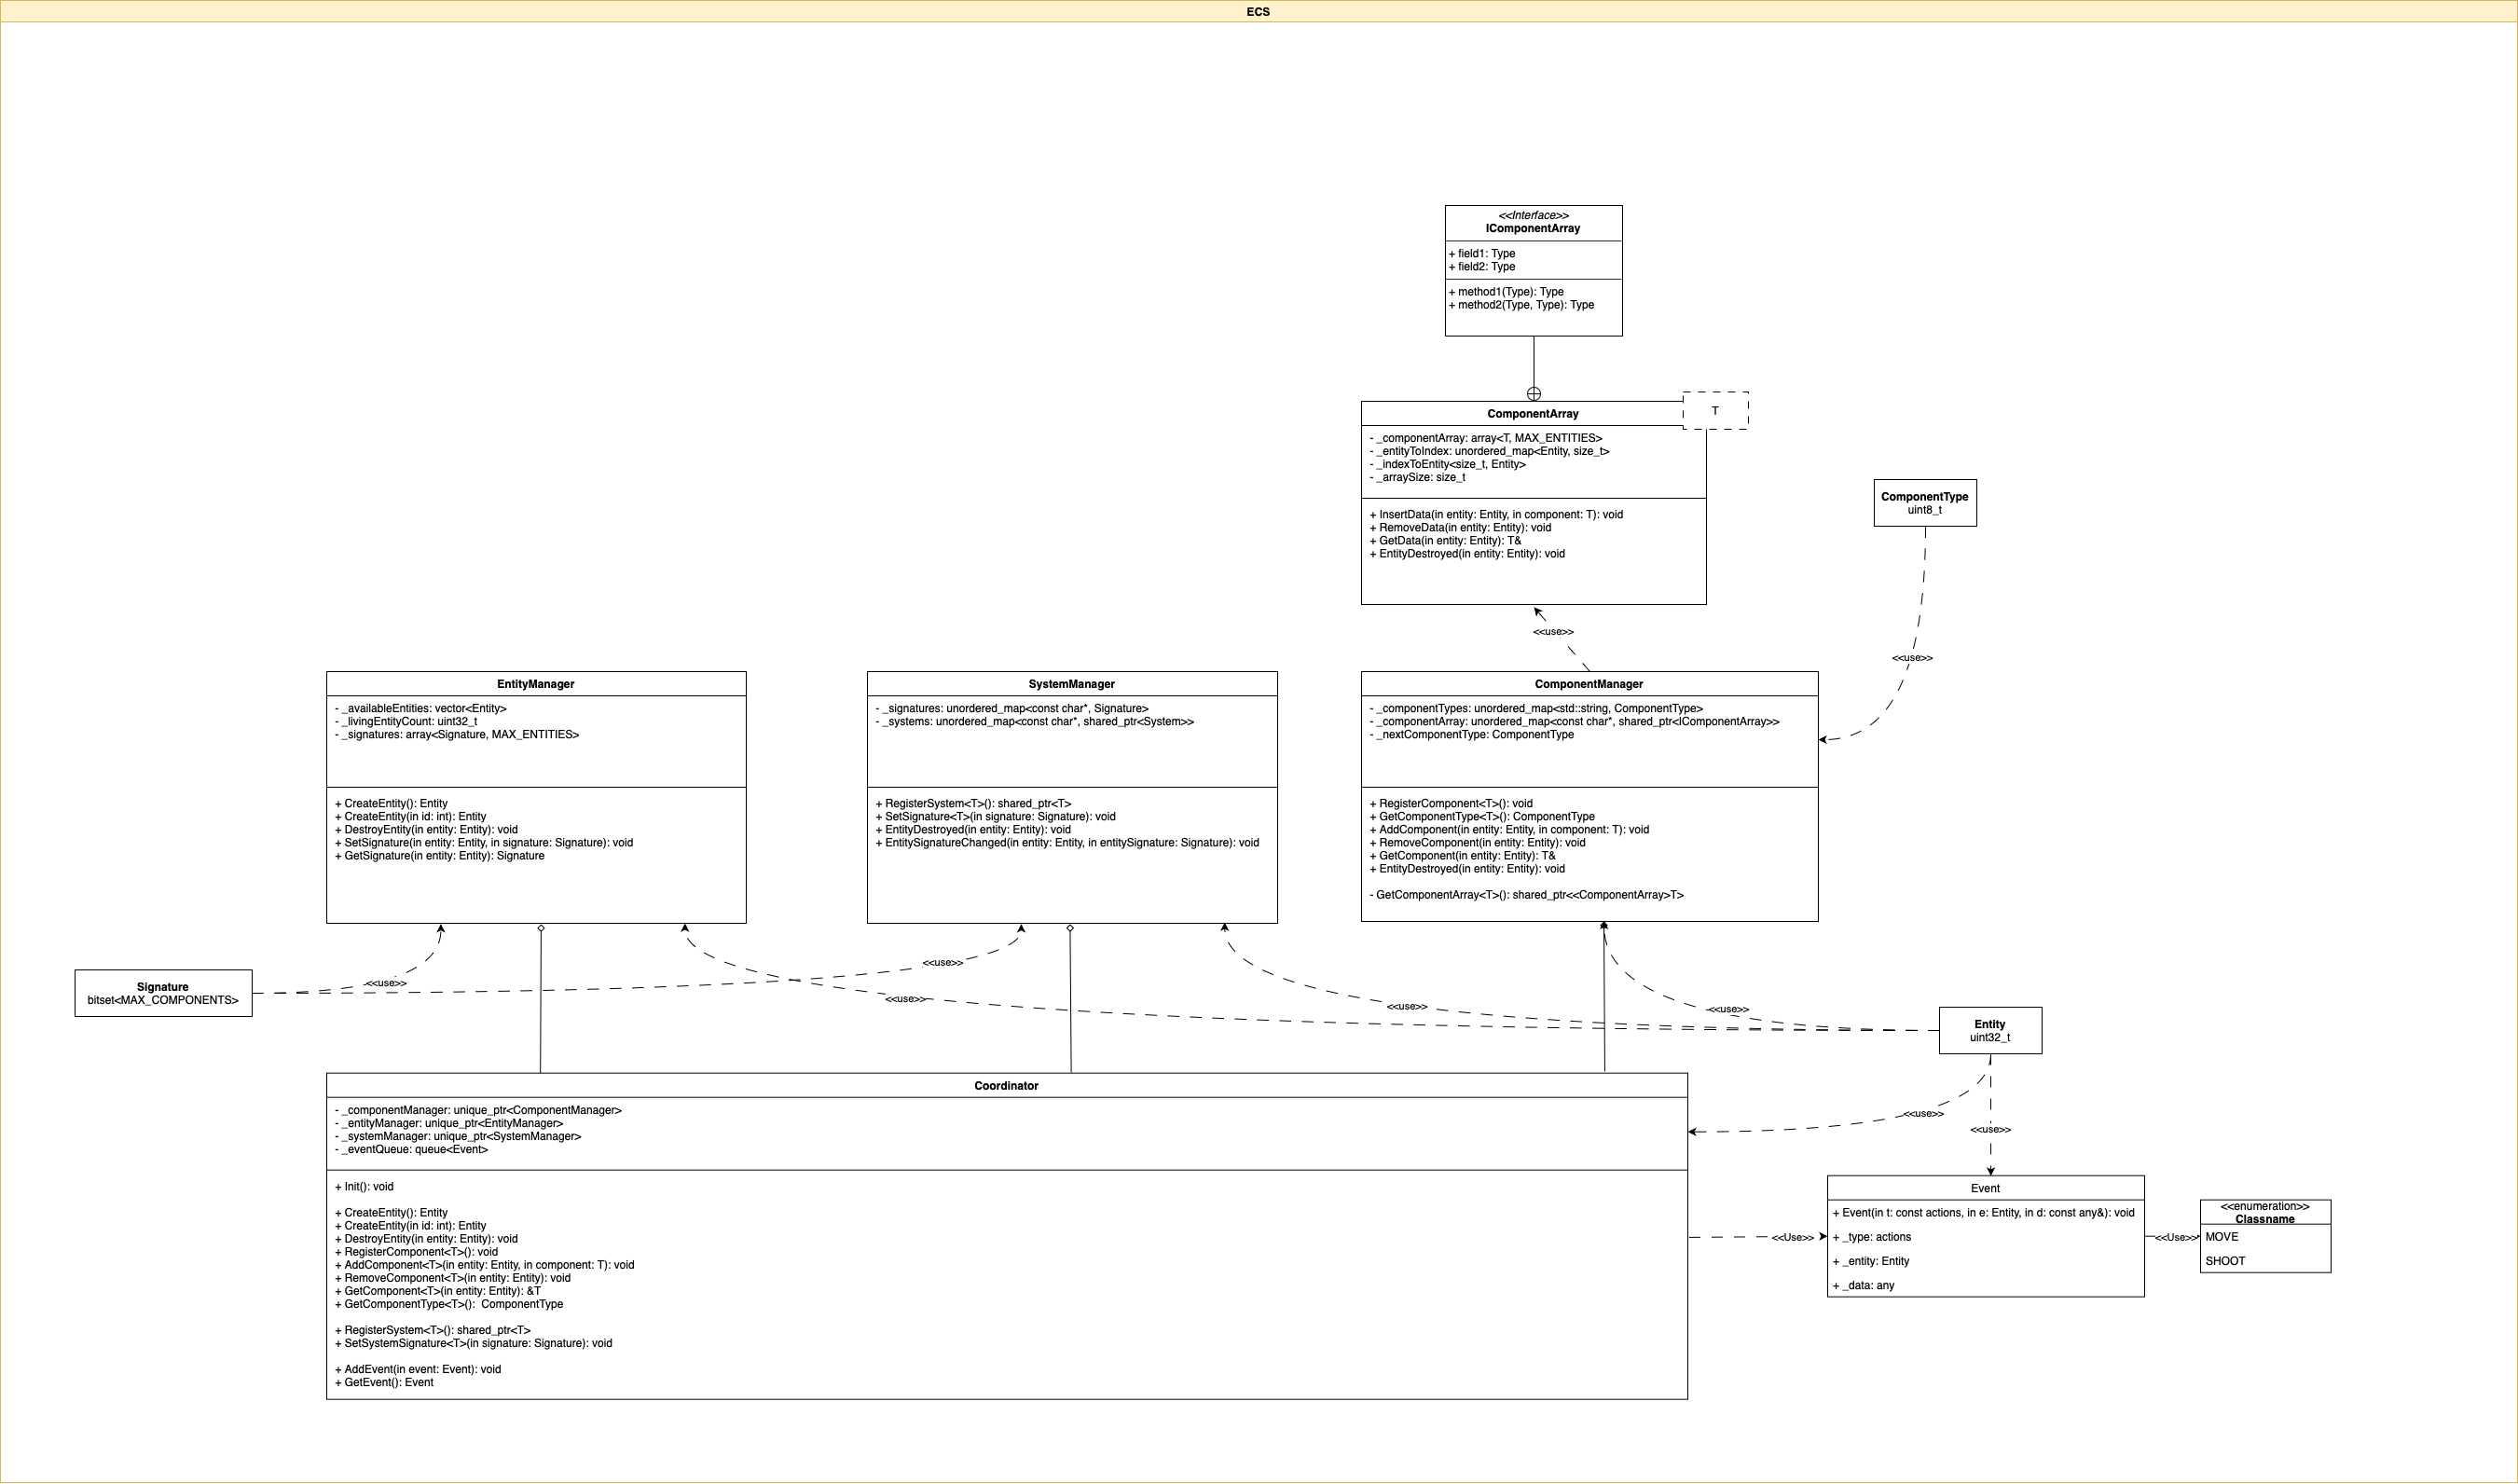 ECS
<<Interface>>
IComponentArray
+ field1: Type
+ field2: Type
+ method1(Type): Type
+ method2(Type, Type): Type
ComponentArray
T
- _componentArray: array<T, MAX_ENTITIES>
- _entityToIndex: unordered_map<Entity, size_t>
- _indexToEntity<size_t, Entity>
- _arraySize: size_t
+ InsertData(in entity: Entity, in component: T): void
+ RemoveData(in entity: Entity): void
+ GetData(in entity: Entity): T&
+ EntityDestroyed(in entity: Entity): void
ComponentType
uint8_t
<<use>>
<<use>>
EntityManager
- _availableEntities: vector<Entity>
- _livingEntityCount: uint32_t
- _signatures: array<Signature, MAX_ENTITIES>
+ CreateEntity(): Entity
+ CreateEntity(in id: int): Entity
+ DestroyEntity(in entity: Entity): void
+ SetSignature(in entity: Entity, in signature: Signature): void
+ GetSignature(in entity: Entity): Signature
SystemManager
- _signatures: unordered_map<const char*, Signature>
- _systems: unordered_map<const char*, shared_ptr<System>>
+ RegisterSystem<T>(): shared_ptr<T>
+ SetSignature<T>(in signature: Signature): void
+ EntityDestroyed(in entity: Entity): void
+ EntitySignatureChanged(in entity: Entity, in entitySignature: Signature): void
ComponentManager
- _componentTypes: unordered_map<std::string, ComponentType>
- _componentArray: unordered_map<const char*, shared_ptr<IComponentArray>>
- _nextComponentType: ComponentType
+ RegisterComponent<T>(): void
+ GetComponentType<T>(): ComponentType
+ AddComponent(in entity: Entity, in component: T): void
+ RemoveComponent(in entity: Entity): void
+ GetComponent(in entity: Entity): T&
+ EntityDestroyed(in entity: Entity): void
- GetComponentArray<T>(): shared_ptr<<ComponentArray>T>
Signature
bitset<MAX_COMPONENTS>
<<use>>
<<use>>
<<use>>
<<use>>
<<use>>
Entity
uint32_t
<<use>>
<<use>>
Coordinator
- _componentManager: unique_ptr<ComponentManager>
- _entityManager: unique_ptr<EntityManager>
- _systemManager: unique_ptr<SystemManager>
- _eventQueue: queue<Event>
+ Init(): void
+ CreateEntity(): Entity
+ CreateEntity(in id: int): Entity
+ DestroyEntity(in entity: Entity): void
+ RegisterComponent<T>(): void
+ AddComponent<T>(in entity: Entity, in component: T): void
+ RemoveComponent<T>(in entity: Entity): void
+ GetComponent<T>(in entity: Entity): &T
+ GetComponentType<T>(): ComponentType
+ RegisterSystem<T>(): shared_ptr<T>
+ SetSystemSignature<T>(in signature: Signature): void
+ AddEvent(in event: Event): void
+ GetEvent(): Event
<<Use>>
Event
+ Event(in t: const actions, in e: Entity, in d: const any&): void
+ _type: actions
+ _entity: Entity
+ _data: any
<<Use>>
<<enumeration>>
Classname
MOVE
SHOOT